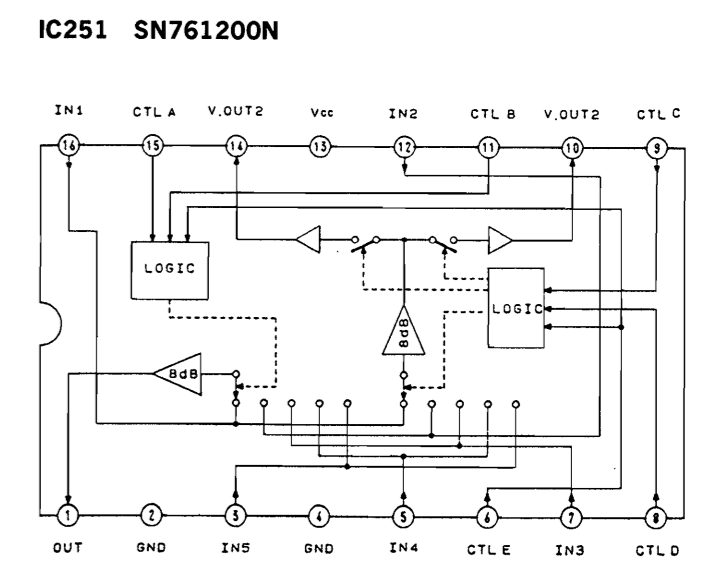 IC251 SN761200N
IN1 CTL A V.OUT2 Vcc IN2 CTL B V.OUT2 CTL C
16 15 14 13 12 11 10 9
LOGIC
LOGIC
8dB
8dB
1 2 3 4 5 6 7 8
OUT GND IN5 GND IN4 CTL E IN3 CTL D